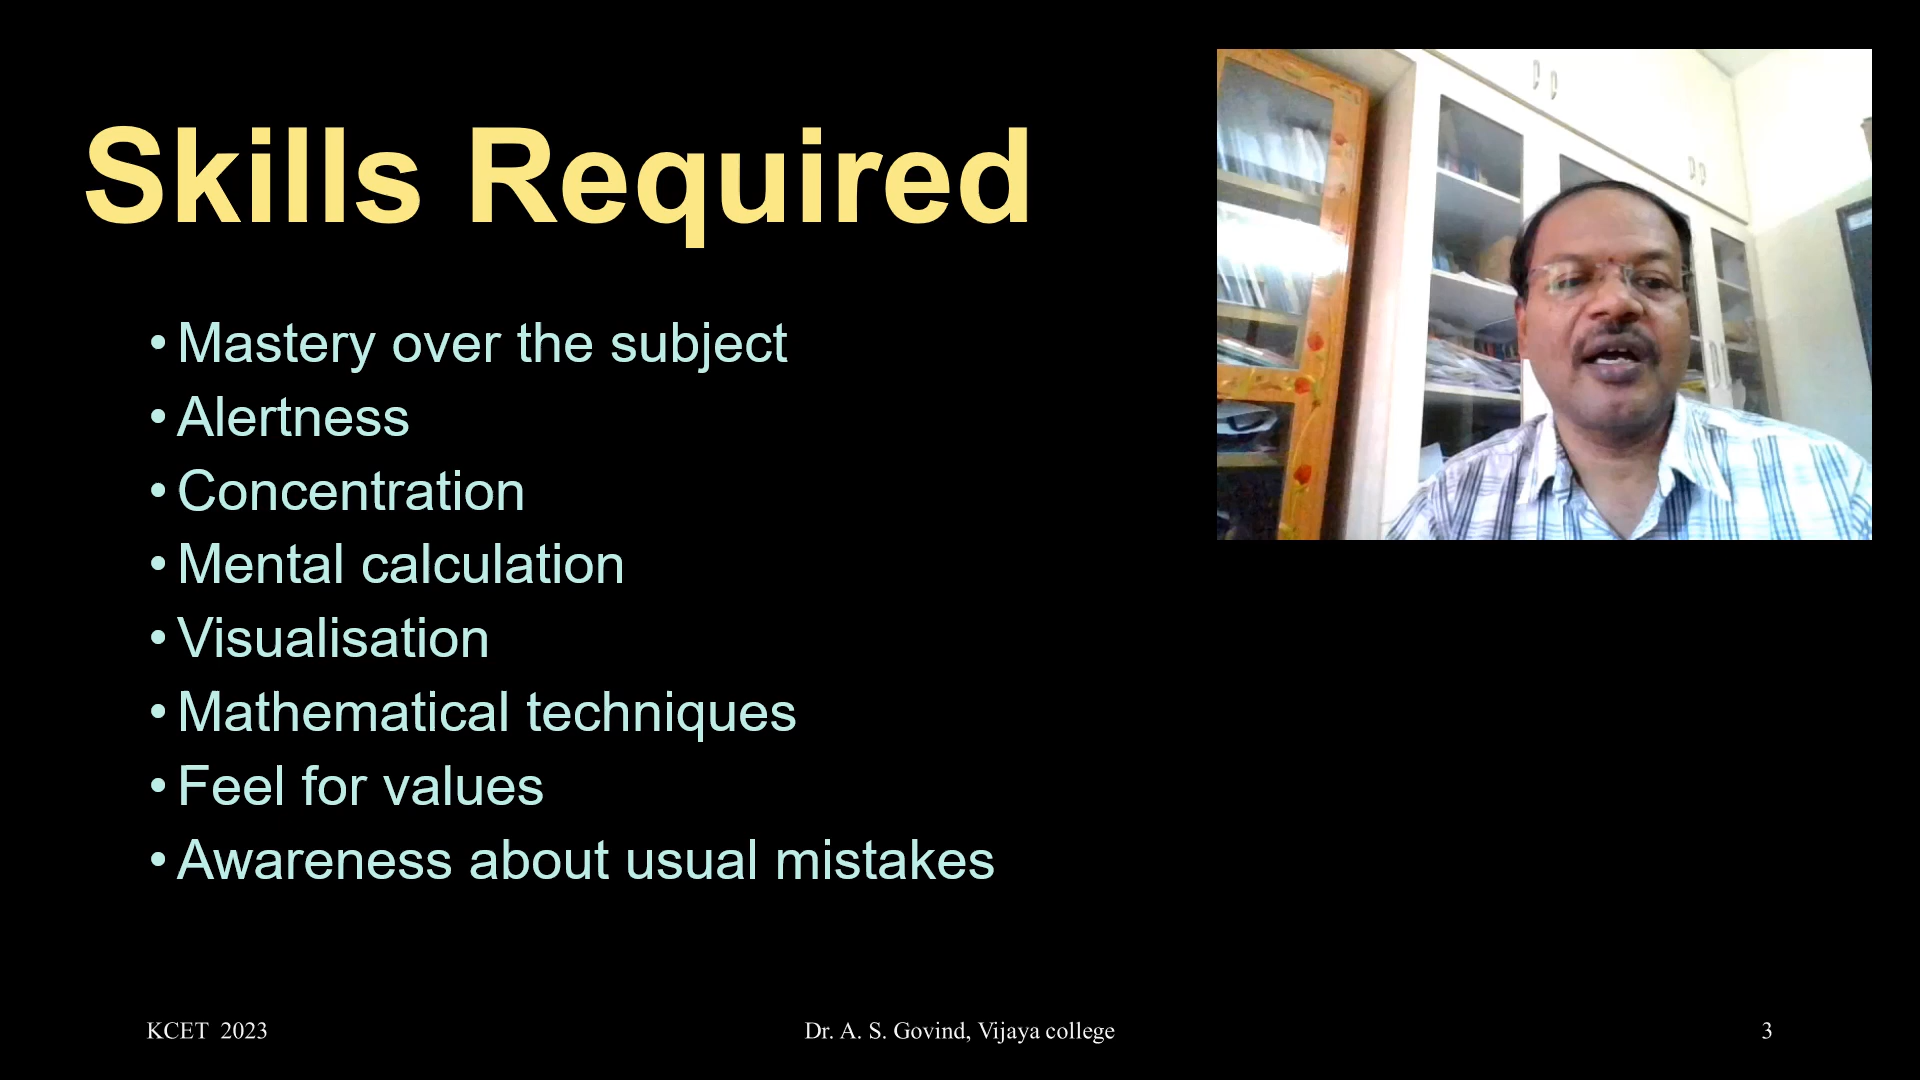 Skills Required
• Mastery over the subject
• Alertness
• Concentration
• Mental calculation
• Visualisation
• Mathematical techniques
• Feel for values
• Awareness about usual mistakes
KCET 2023
Dr. A. S. Govind, Vijaya college
3